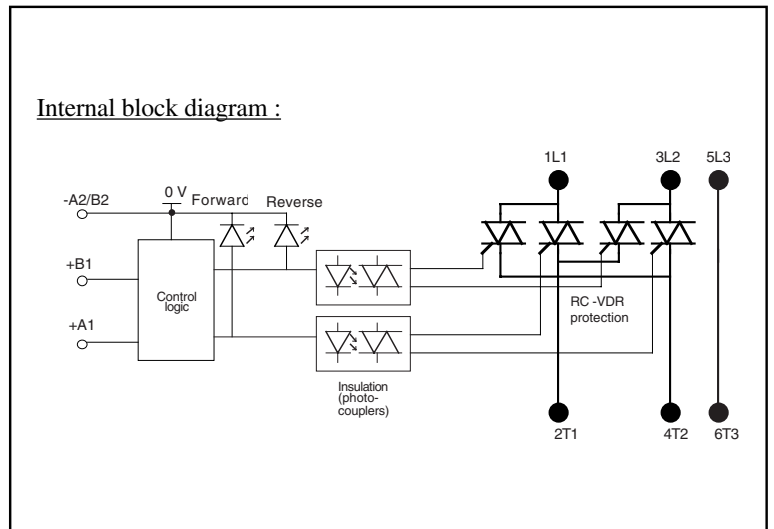 Internal block diagram :
1L1 3L2 5L3
-A2/B2
0 V Forward Reverse
+B1
Control
logic
+A1
RC -VDR
protection
Insulation
(photo-
couplers)
2T1 4T2 6T3